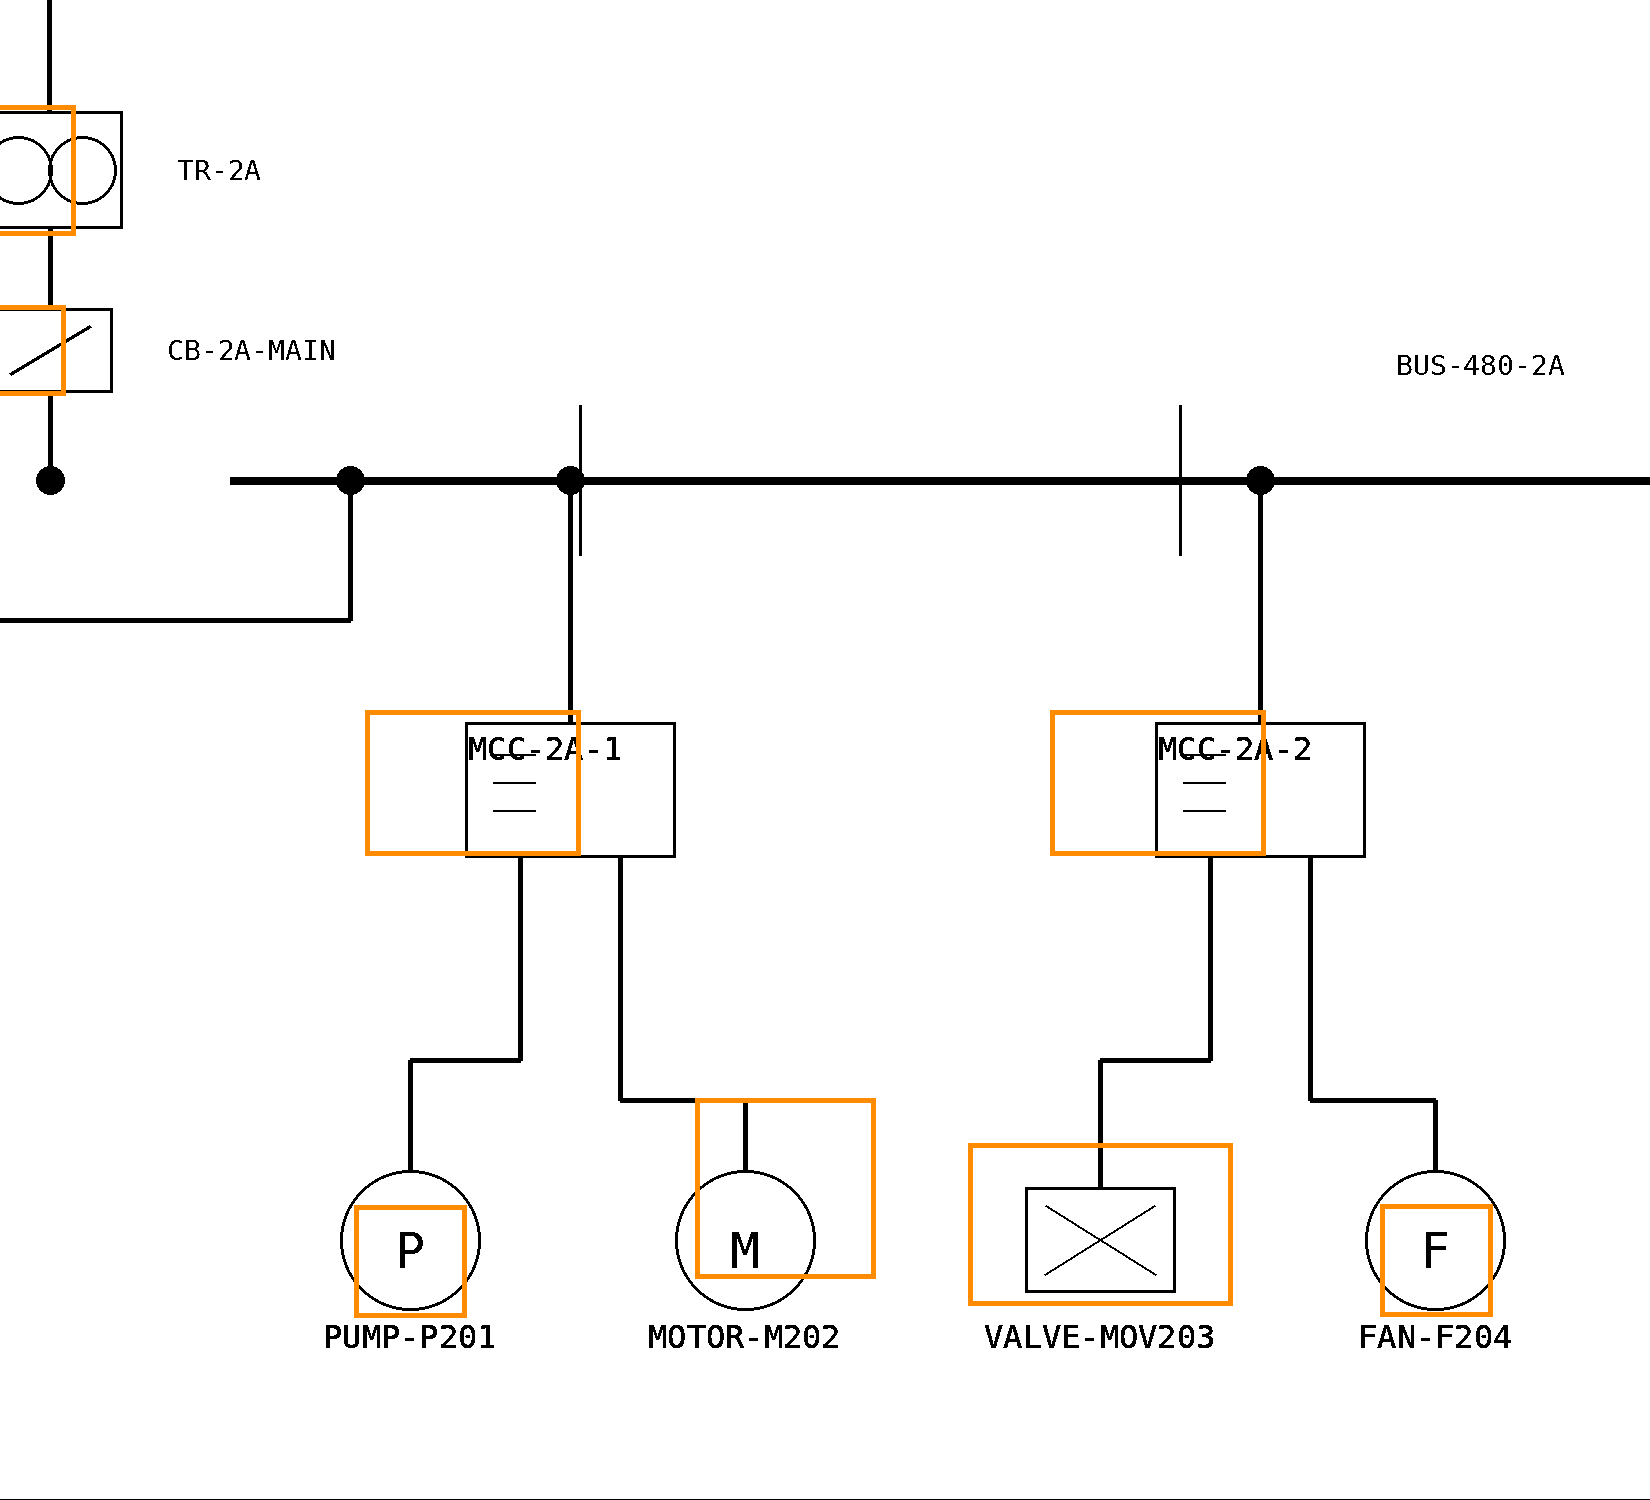 TR-2A
CB-2A-MAIN
BUS-480-2A
MCC-2A-1
MCC-2A-2
P
M
F
PUMP-P201
MOTOR-M202
VALVE-MOV203
FAN-F204